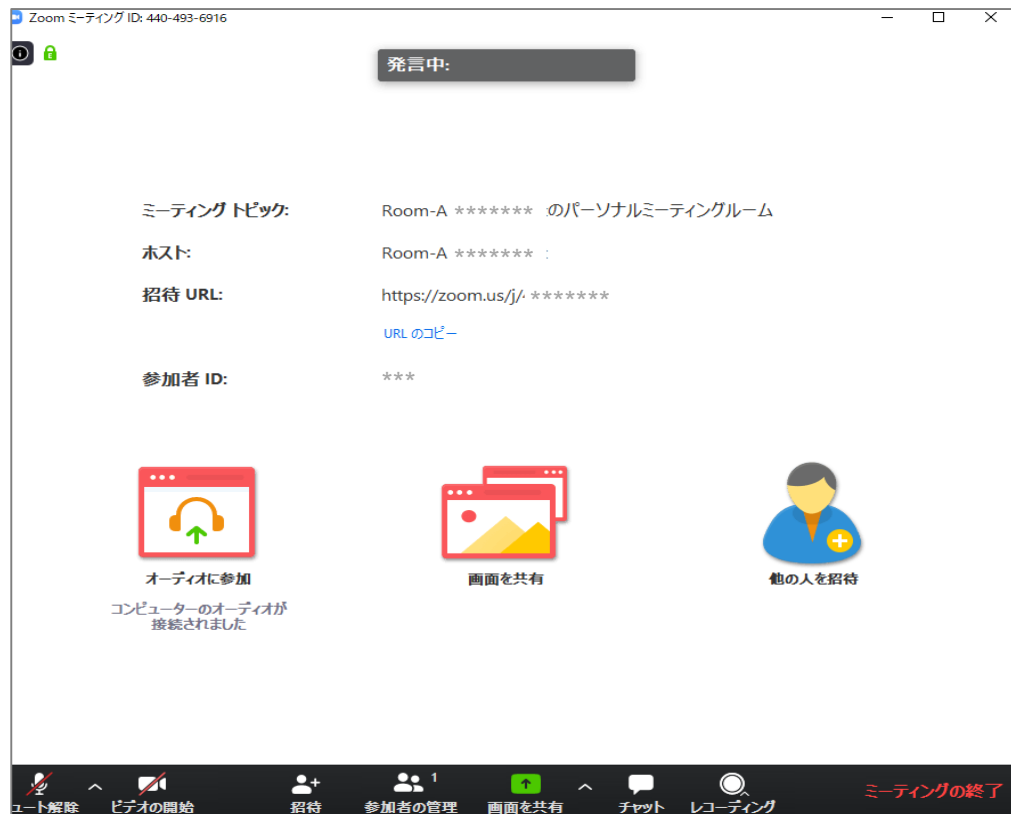 Zoom ミーティング ID: 440-493-6916
発言中:
ミーティング トピック: Room-A ******* のパーソナルミーティングルーム
ホスト: Room-A *******
招待 URL: https://zoom.us/j/ *******
URL のコピー
参加者 ID: ***
オーディオに参加 画面を共有 他の人を招待
コンピューターのオーディオが
接続されました
1
ュート解除 ビデオの開始 招待 参加者の管理 画面を共有 チャット レコーディング ミーティングの終了